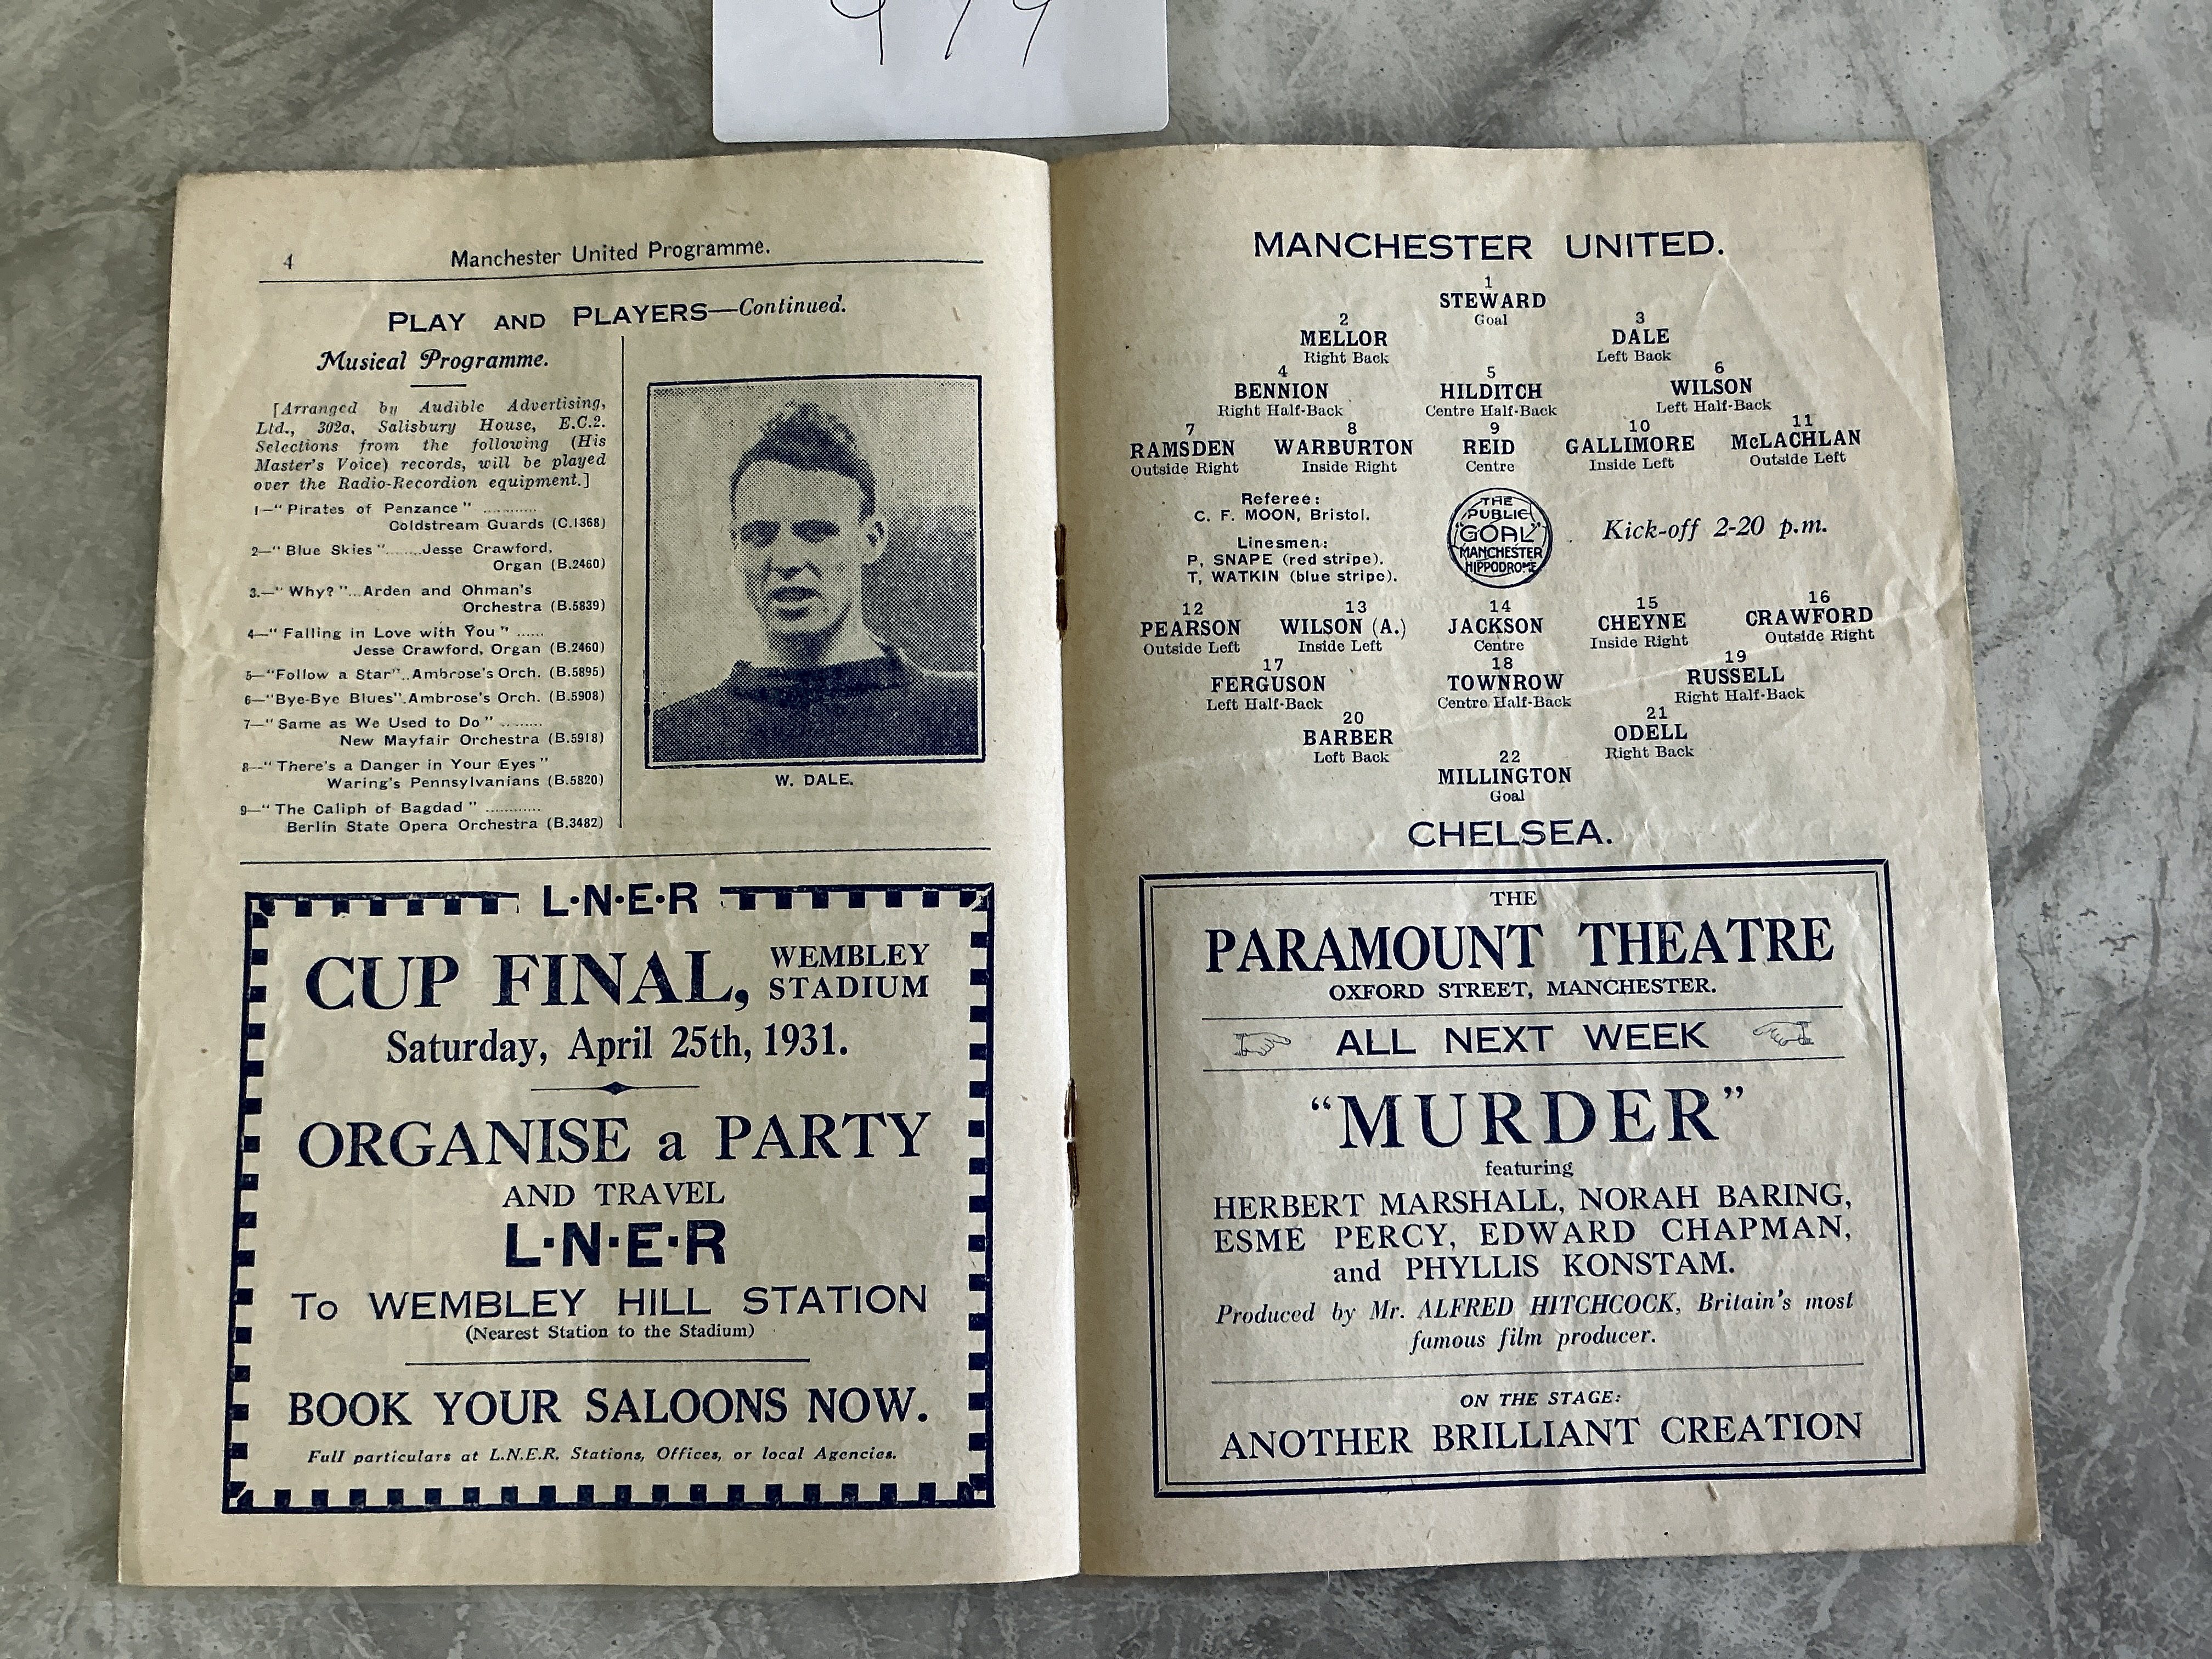 4
Manchester United Programme.
PLAY AND PLAYERS—Continued.
Musical Programme.
[Arranged by Audible Advertising,
Ltd., 302a, Salisbury House, E.C.2.
Selections from the following (His
Master's Voice) records, will be played
over the Radio-Recordion equipment.]
1—"Pirates of Penzance" ............
Coldstream Guards (C.1368)
2—"Blue Skies"........Jesse Crawford,
Organ (B.2460)
3.—"Why?"...Arden and Ohman's
Orchestra (B.5839)
4—"Falling in Love with You" ......
Jesse Crawford, Organ (B.2460)
5—"Follow a Star"..Ambrose's Orch. (B.5895)
6—"Bye-Bye Blues".Ambrose's Orch. (B.5908)
7—"Same as We Used to Do" .........
New Mayfair Orchestra (B.5918)
8—"There's a Danger in Your Eyes"
Waring's Pennsylvanians (B.5820)
9—"The Caliph of Bagdad" ............
Berlin State Opera Orchestra (B.3482)
W. DALE.
L·N·E·R
CUP FINAL, WEMBLEY
STADIUM
Saturday, April 25th, 1931.
ORGANISE a PARTY
AND TRAVEL
L·N·E·R
To WEMBLEY HILL STATION
(Nearest Station to the Stadium)
BOOK YOUR SALOONS NOW.
Full particulars at L.N.E.R. Stations, Offices, or local Agencies.
MANCHESTER UNITED.
1
STEWARD
Goal
2 3
MELLOR DALE
Right Back Left Back
4 5 6
BENNION HILDITCH WILSON
Right Half-Back Centre Half-Back Left Half-Back
7 8 9 10 11
RAMSDEN WARBURTON REID GALLIMORE McLACHLAN
Outside Right Inside Right Centre Inside Left Outside Left
Referee:
C. F. MOON, Bristol.
Linesmen:
P, SNAPE (red stripe).
T, WATKIN (blue stripe).
THE
PUBLIC
GOAL
MANCHESTER
HIPPODROME
Kick-off 2-20 p.m.
12 13 14 15 16
PEARSON WILSON (A.) JACKSON CHEYNE CRAWFORD
Outside Left Inside Left Centre Inside Right Outside Right
17 18 19
FERGUSON TOWNROW RUSSELL
Left Half-Back Centre Half-Back Right Half-Back
20 21
BARBER ODELL
Left Back Right Back
22
MILLINGTON
Goal
CHELSEA.
THE
PARAMOUNT THEATRE
OXFORD STREET, MANCHESTER.
ALL NEXT WEEK
"MURDER"
featuring
HERBERT MARSHALL, NORAH BARING,
ESME PERCY, EDWARD CHAPMAN,
and PHYLLIS KONSTAM.
Produced by Mr. ALFRED HITCHCOCK, Britain's most
famous film producer.
ON THE STAGE:
ANOTHER BRILLIANT CREATION